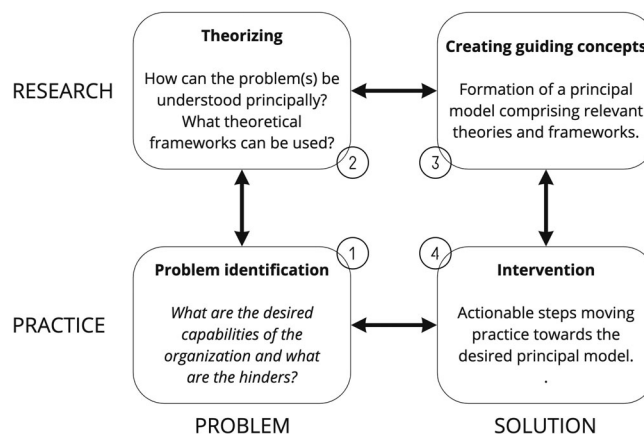 Theorizing
How can the problem(s) be
understood principally?
What theoretical
frameworks can be used?
2
Creating guiding concepts
Formation of a principal
model comprising relevant
theories and frameworks.
3
RESEARCH
1
Problem identification
What are the desired
capabilities of the
organization and what
are the hinders?
4
Intervention
Actionable steps moving
practice towards the
desired principal model.
.
PRACTICE
PROBLEM
SOLUTION